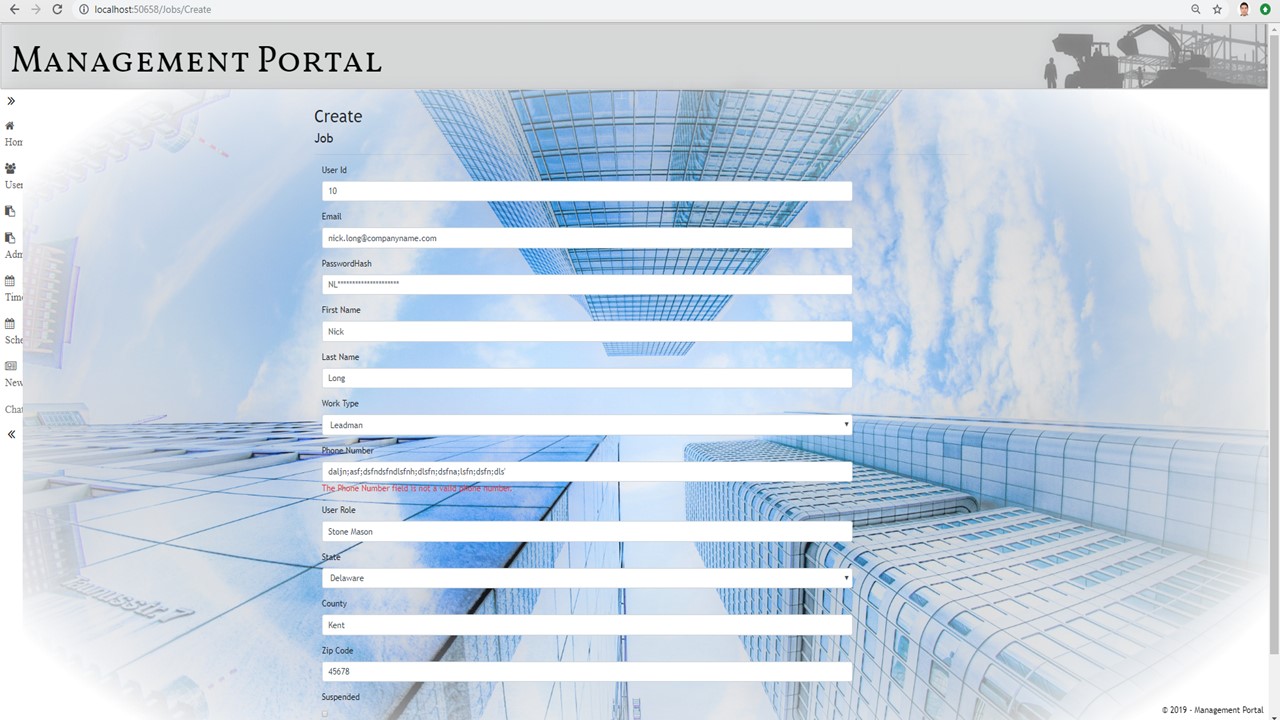 localhost:50658/Jobs/Create
Management Portal
Hom
User
Adm
Time
Sche
New
Chat
Create
Job
User Id
10
Email
nick.long@companyname.com
PasswordHash
First Name
Nick
Last Name
Long
Work Type
Leadman
Phone Number
daljn;asf;dsfndsfndlsfnh;dlsfn;dsfna;lsfn;dsfn;dls'
The Phone Number field is not a valid phone number.
User Role
Stone Mason
State
Delaware
County
Kent
Zip Code
45678
Suspended
© 2019 - Management Portal